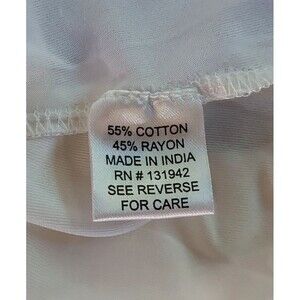 55% COTTON
45% RAYON
MADE IN INDIA
RN # 131942
SEE REVERSE
FOR CARE